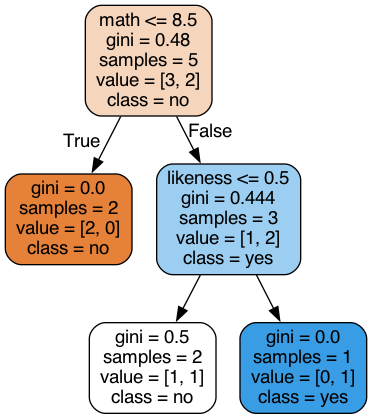 math <= 8.5
gini = 0.48
samples = 5
value = [3, 2]
class = no
True
False
gini = 0.0
samples = 2
value = [2, 0]
class = no
likeness <= 0.5
gini = 0.444
samples = 3
value = [1, 2]
class = yes
gini = 0.5
samples = 2
value = [1, 1]
class = no
gini = 0.0
samples = 1
value = [0, 1]
class = yes